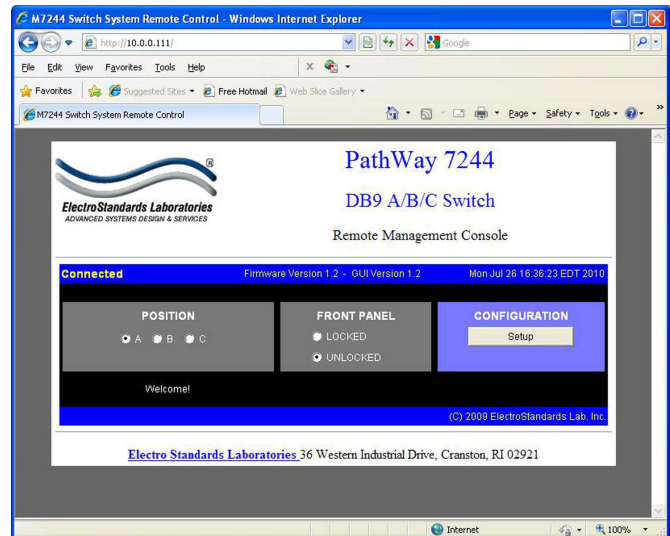 M7244 Switch System Remote Control - Windows Internet Explorer
http://10.0.0.111/
Google
File Edit View Favorites Tools Help
Favorites Suggested Sites Free Hotmail Web Slice Gallery
M7244 Switch System Remote Control
Page Safety Tools
PathWay 7244
DB9 A/B/C Switch
Remote Management Console
®
ElectroStandards Laboratories
ADVANCED SYSTEMS DESIGN & SERVICES
Connected Firmware Version 1.2 - GUI Version 1.2 Mon Jul 26 16:36:23 EDT 2010
POSITION
A B C
FRONT PANEL
LOCKED
UNLOCKED
CONFIGURATION
Setup
Welcome!
(C) 2009 ElectroStandards Lab. Inc.
Electro Standards Laboratories 36 Western Industrial Drive, Cranston, RI 02921
Internet 100%